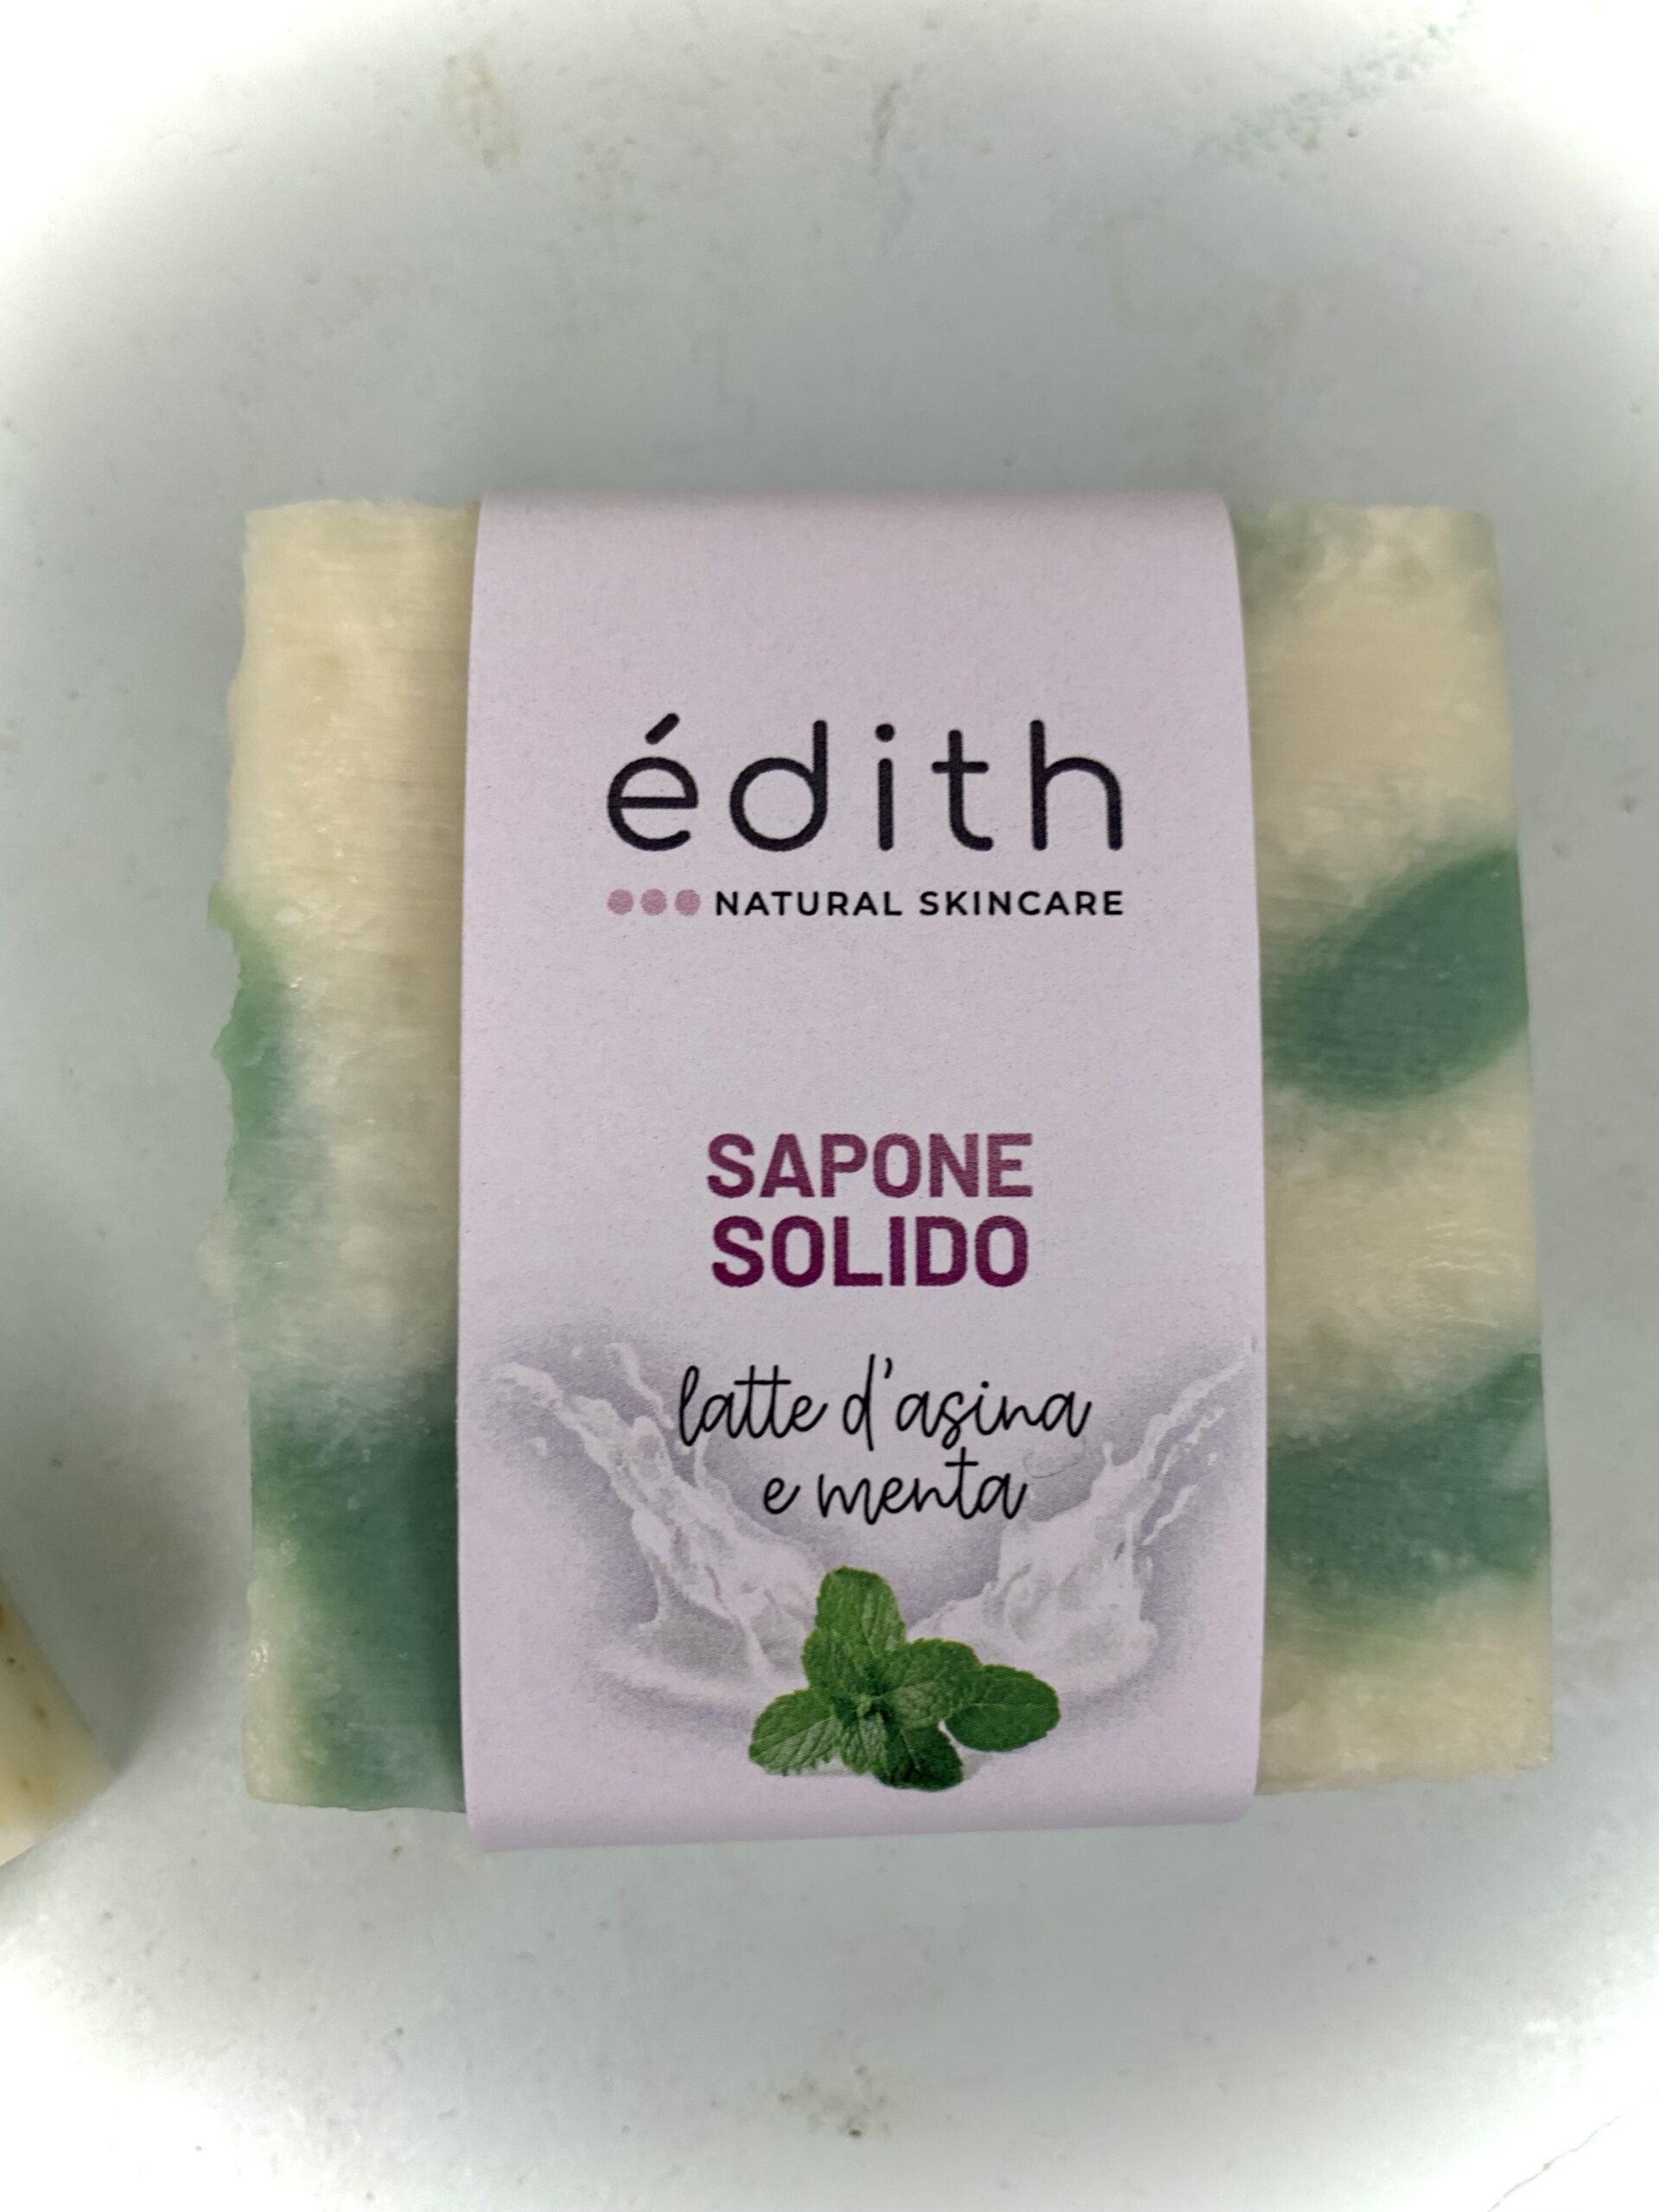 édith
NATURAL SKINCARE
SAPONE
SOLIDO
latte d'asina
e menta